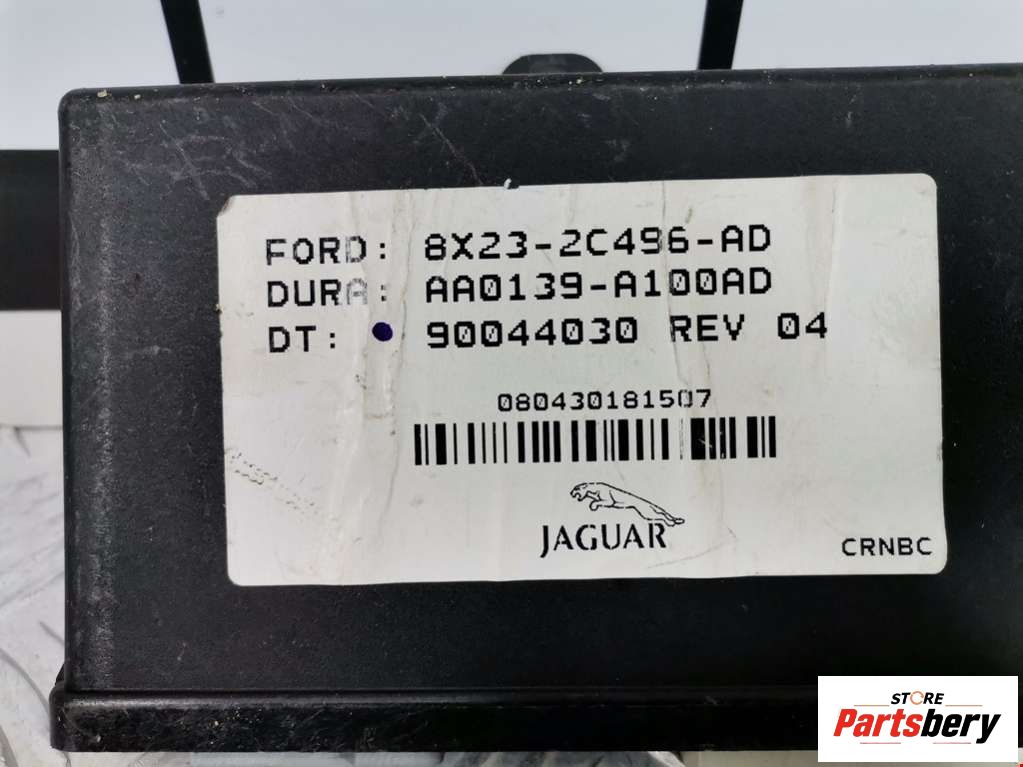 FORD: 8X23-2C496-AD
DURA: AA0139-A100AD
DT: 90044030 REV 04
080430181507
JAGUAR
CRNBC
STORE
Partsbery